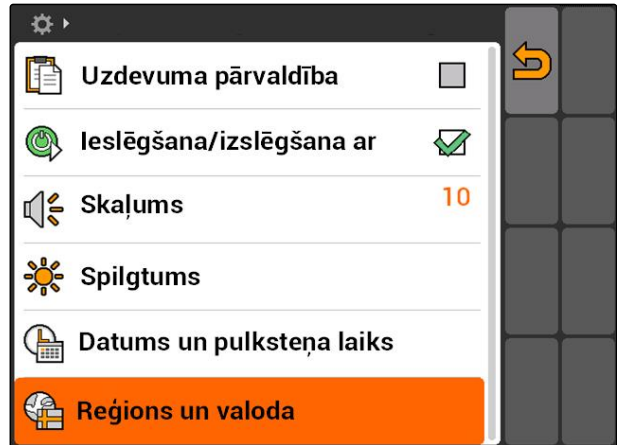 Uzdevuma pārvaldība
Ieslēgšana/izslēgšana ar
Skaļums
10
Spilgtums
Datums un pulksteņa laiks
Reģions un valoda